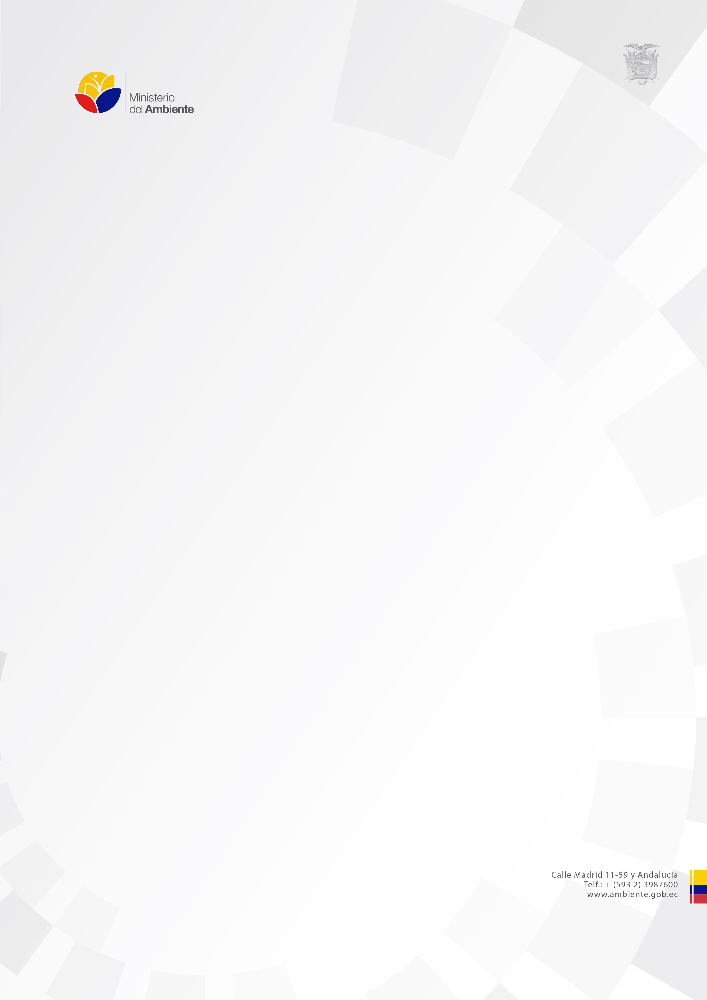 Ministerio
del Ambiente
Calle Madrid 11-59 y Andalucía
Telf.: + (593 2) 3987600
www.ambiente.gob.ec